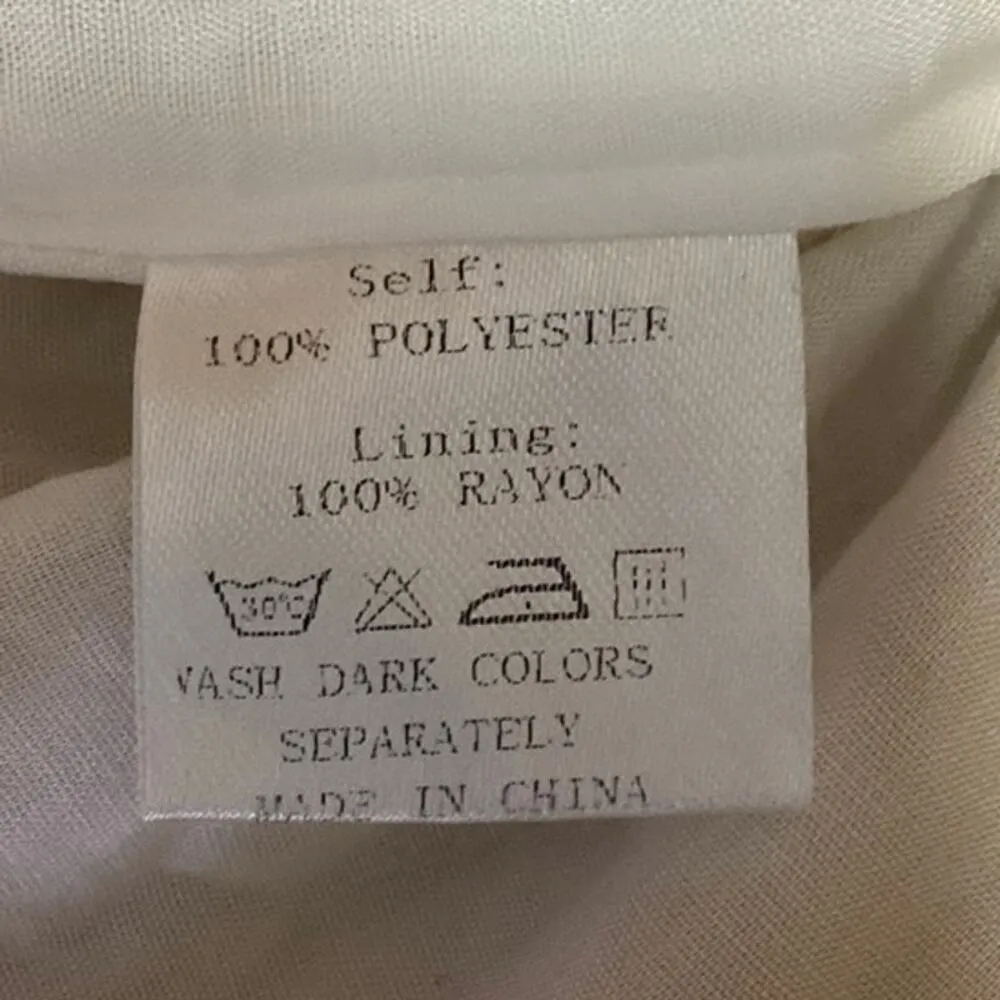 Self:
100% POLYESTER
Lining:
100% RAYON
30°C
WASH DARK COLORS
SEPARATELY
MADE IN CHINA